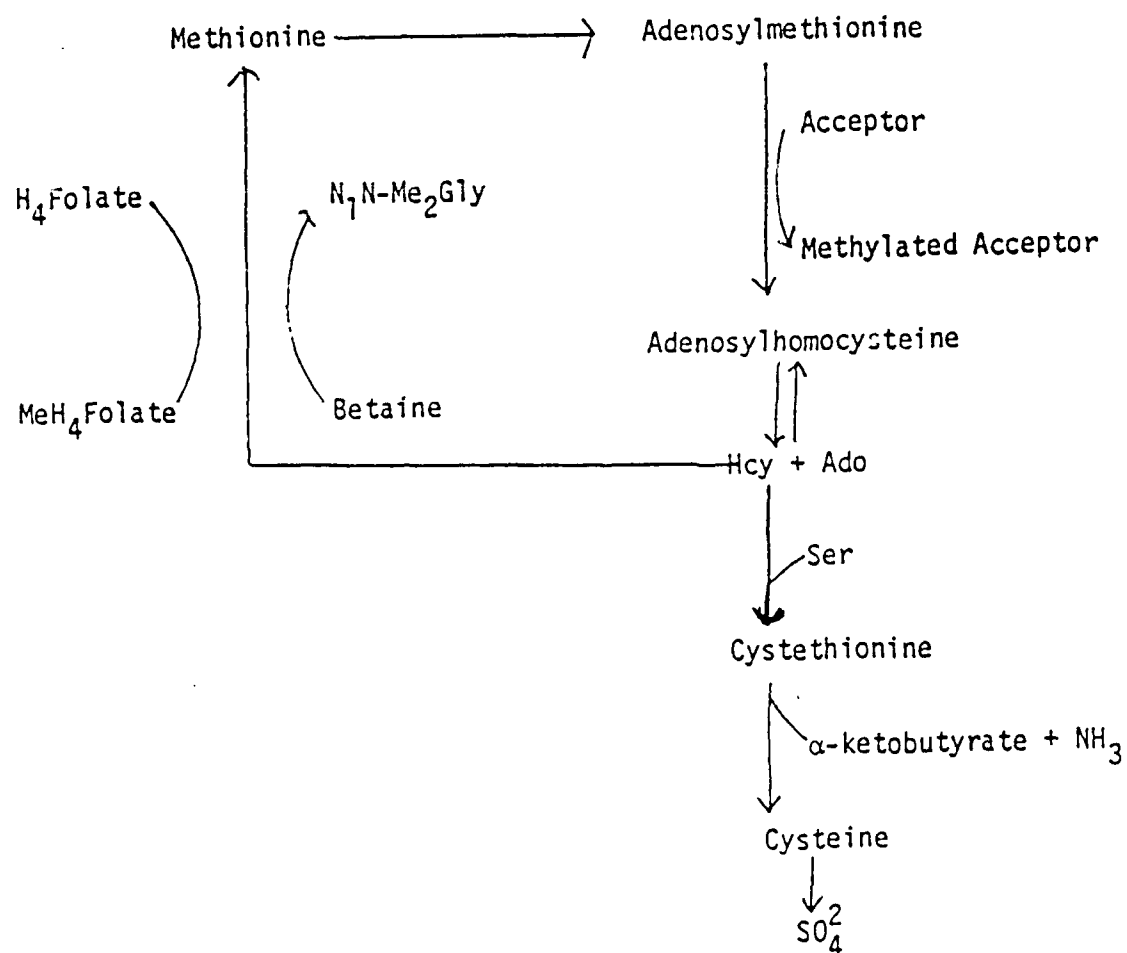 Methionine
Adenosylmethionine
Acceptor
H₄Folate
N₁N-Me₂Gly
Methylated Acceptor
Adenosylhomocysteine
MeH₄Folate
Betaine
Hcy + Ado
Ser
Cystethionine
α-ketobutyrate + NH₃
Cysteine
SO₄²